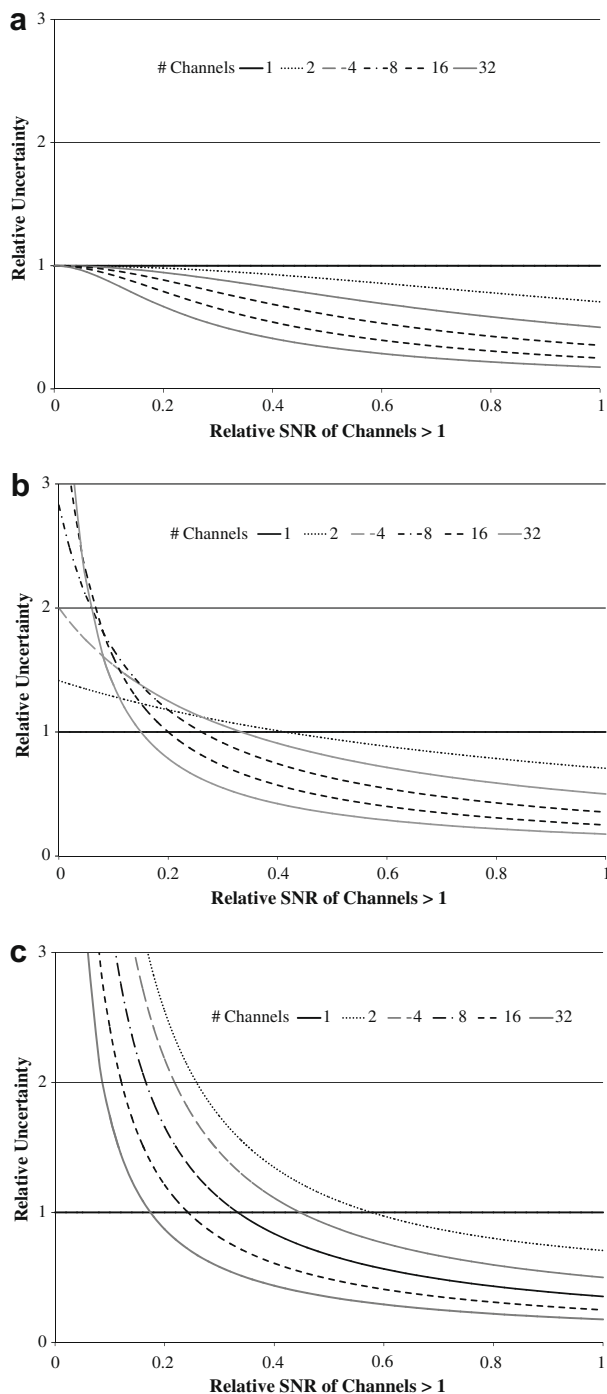 a
3
# Channels 1 2 4 8 16 32
2
Relative Uncertainty
1
0
0 0.2 0.4 0.6 0.8 1
Relative SNR of Channels > 1
b
3
# Channels 1 2 4 8 16 32
2
Relative Uncertainty
1
0
0 0.2 0.4 0.6 0.8 1
Relative SNR of Channels > 1
c
3
# Channels 1 2 4 8 16 32
2
Relative Uncertainty
1
0
0 0.2 0.4 0.6 0.8 1
Relative SNR of Channels > 1